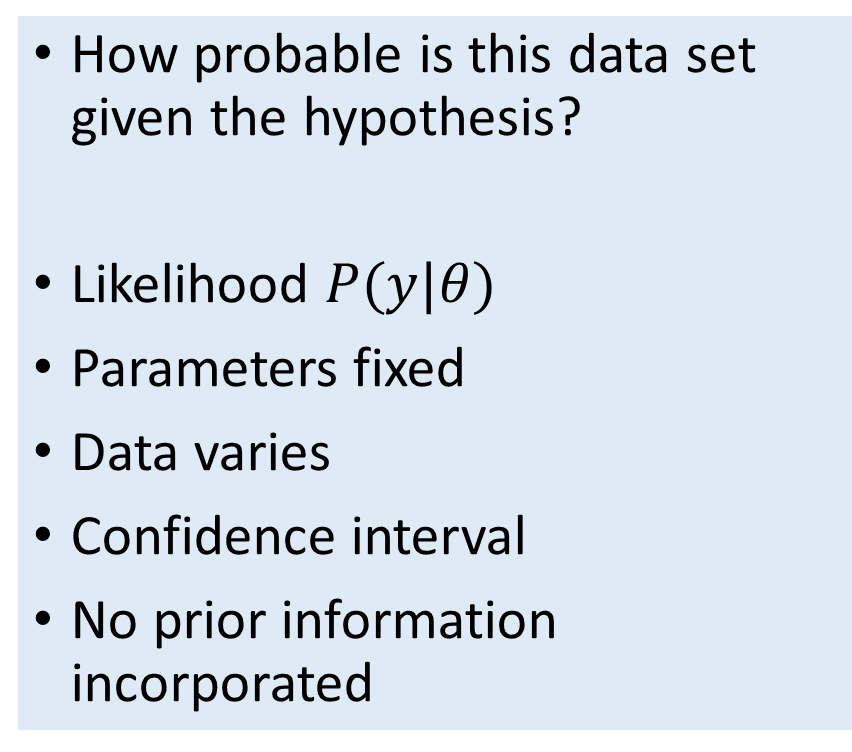 • How probable is this data set
given the hypothesis?
• Likelihood 𝑃(𝑦|𝜃)
• Parameters fixed
• Data varies
• Confidence interval
• No prior information
incorporated